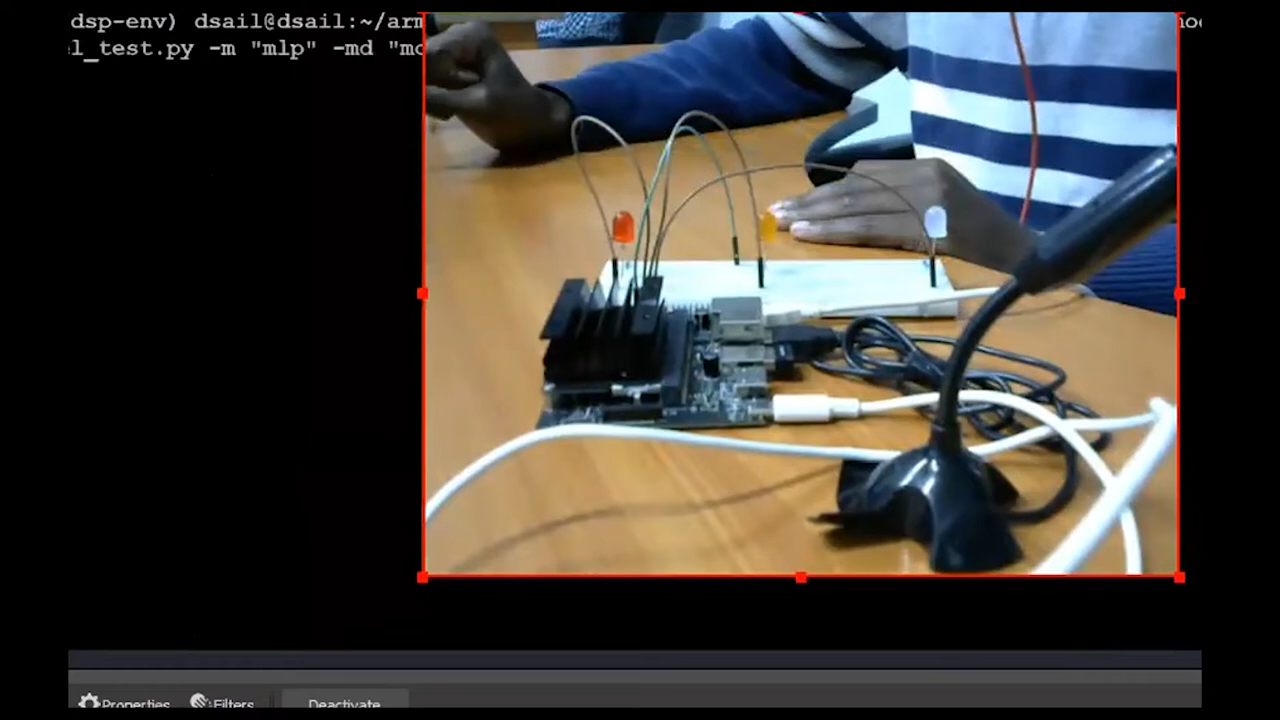 dsp-env) dsail@dsail:~/arm
l_test.py -m "mlp" -md "mo
Properties Filters Deactivate